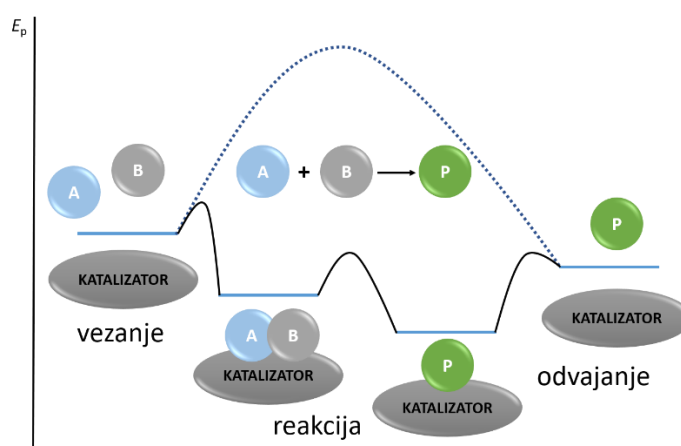 Eₚ
A
B
A + B → P
P
KATALIZATOR
vezanje
A B
KATALIZATOR
reakcija
P
KATALIZATOR
KATALIZATOR
odvajanje